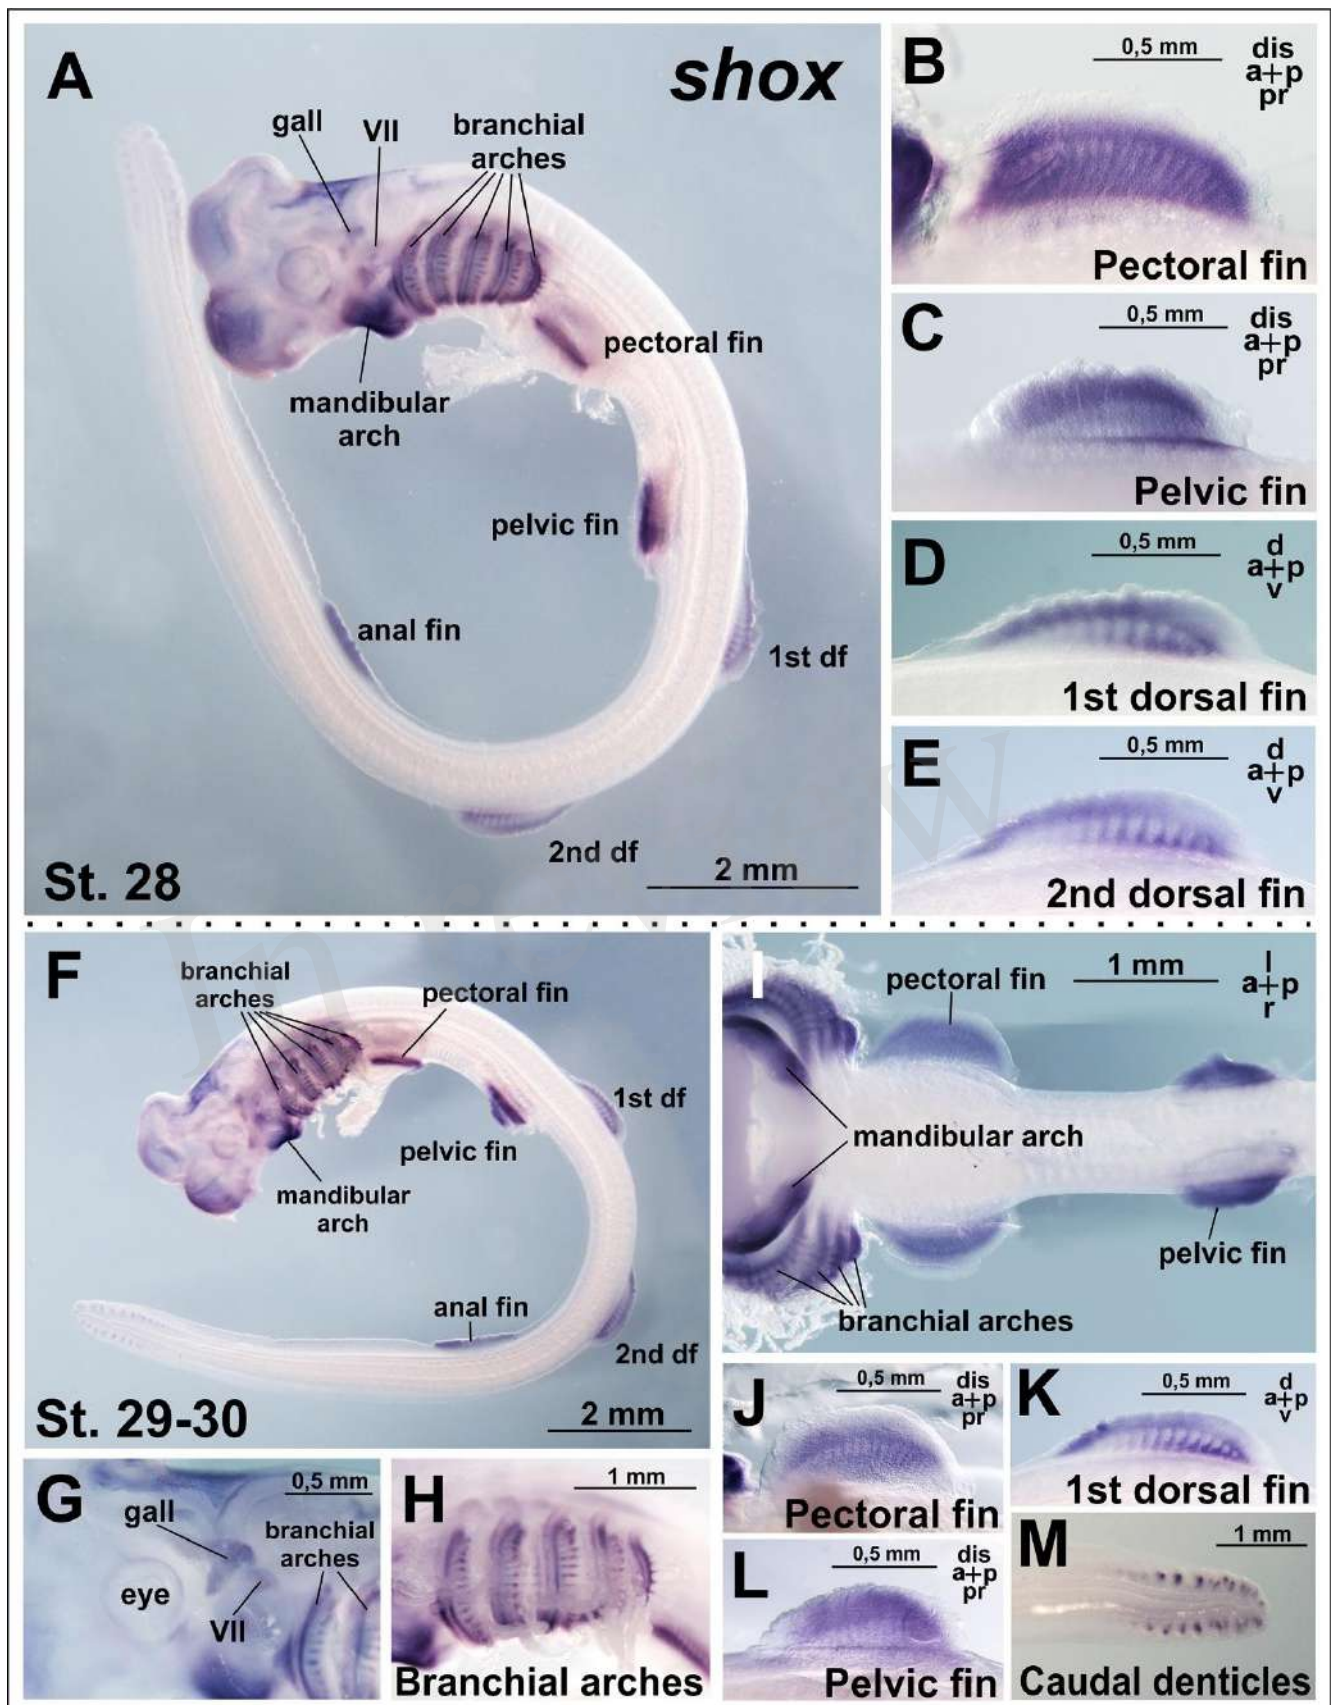 A
shox
gall
VII
branchial
arches
pectoral fin
mandibular
arch
pelvic fin
anal fin
1st df
2nd df
St. 28
2 mm
B
0,5 mm
dis
a+p
pr
Pectoral fin
C
0,5 mm
dis
a+p
pr
Pelvic fin
D
0,5 mm
d
a+p
v
1st dorsal fin
E
0,5 mm
d
a+p
v
2nd dorsal fin
F
branchial
arches
pectoral fin
1st df
pelvic fin
mandibular
arch
anal fin
2nd df
St. 29-30
2 mm
I
pectoral fin
1 mm
l
a+p
r
mandibular arch
pelvic fin
branchial arches
G
0,5 mm
gall
branchial
arches
eye
VII
H
1 mm
Branchial arches
J
0,5 mm
dis
a+p
pr
Pectoral fin
K
0,5 mm
d
a+p
v
1st dorsal fin
L
0,5 mm
dis
a+p
pr
Pelvic fin
M
1 mm
Caudal denticles
In review